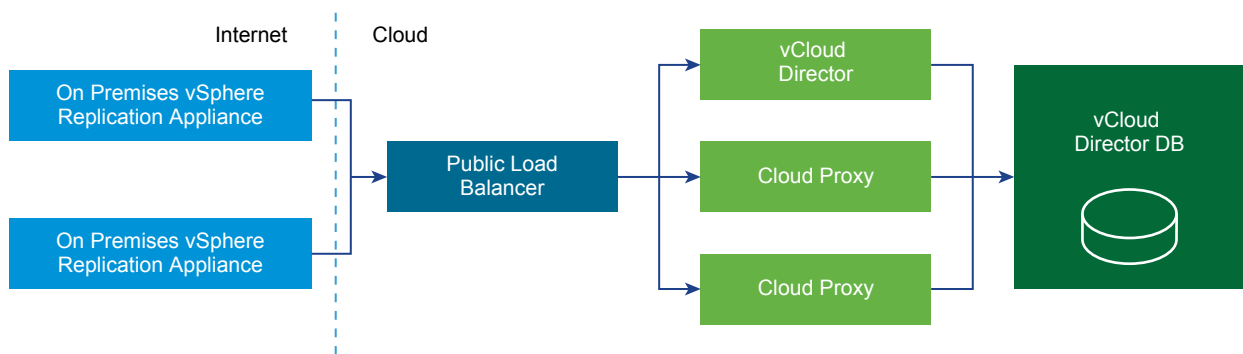 Internet
Cloud
On Premises vSphere
Replication Appliance
On Premises vSphere
Replication Appliance
Public Load
Balancer
vCloud
Director
Cloud Proxy
Cloud Proxy
vCloud
Director DB